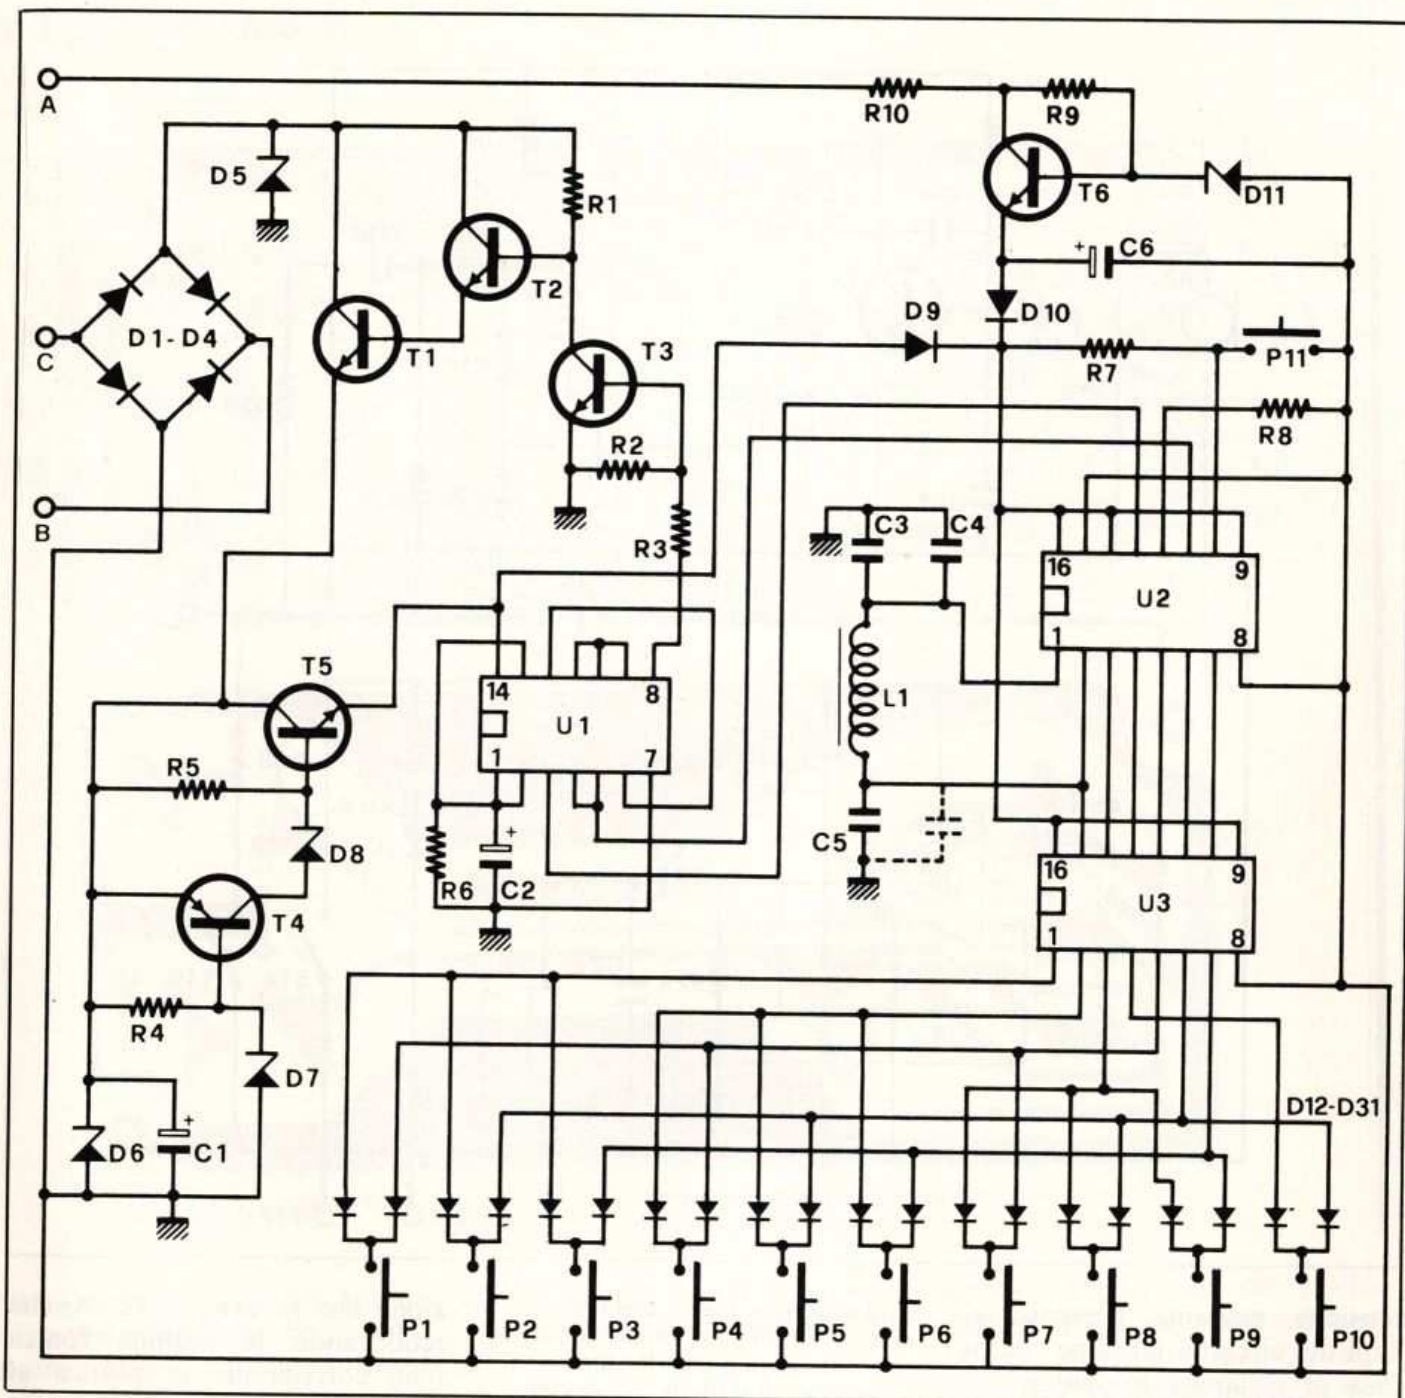 A
R10
R9
D5
R1
T6
D11
C6
T2
D1-D4
C
T1
D9
D10
T3
P11
R7
R2
R8
B
R3
C3
C4
16
9
U2
1
8
T5
14
8
U1
1
7
L1
R5
C5
D8
16
9
U3
R6
C2
1
8
T4
R4
D7
D12-D31
D6
C1
P1
P2
P3
P4
P5
P6
P7
P8
P9
P10